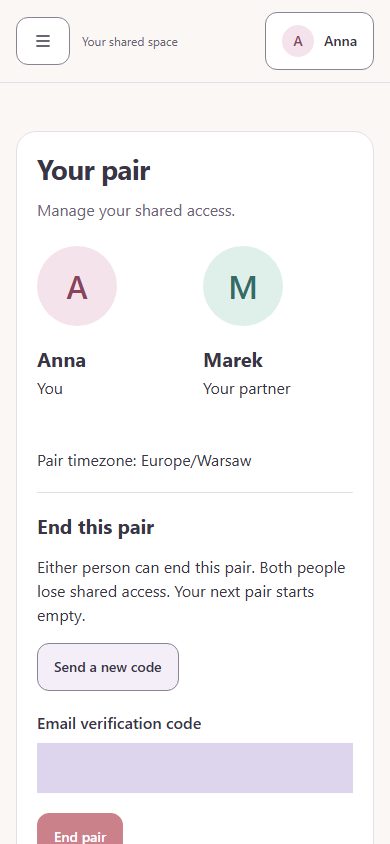 Your shared space
A Anna
Your pair
Manage your shared access.
A M
Anna Marek
You Your partner
Pair timezone: Europe/Warsaw
End this pair
Either person can end this pair. Both people
lose shared access. Your next pair starts
empty.
Send a new code
Email verification code
End pair